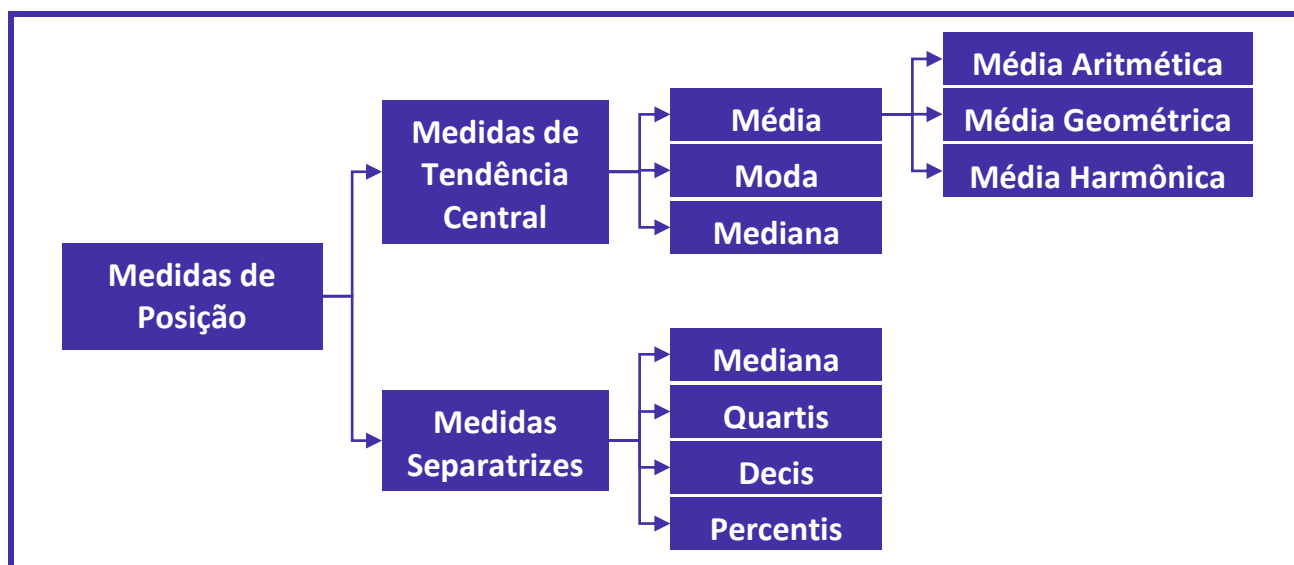 Medidas de
Posição
Medidas de
Tendência
Central
Média
Moda
Mediana
Média Aritmética
Média Geométrica
Média Harmônica
Medidas
Separatrizes
Mediana
Quartis
Decis
Percentis